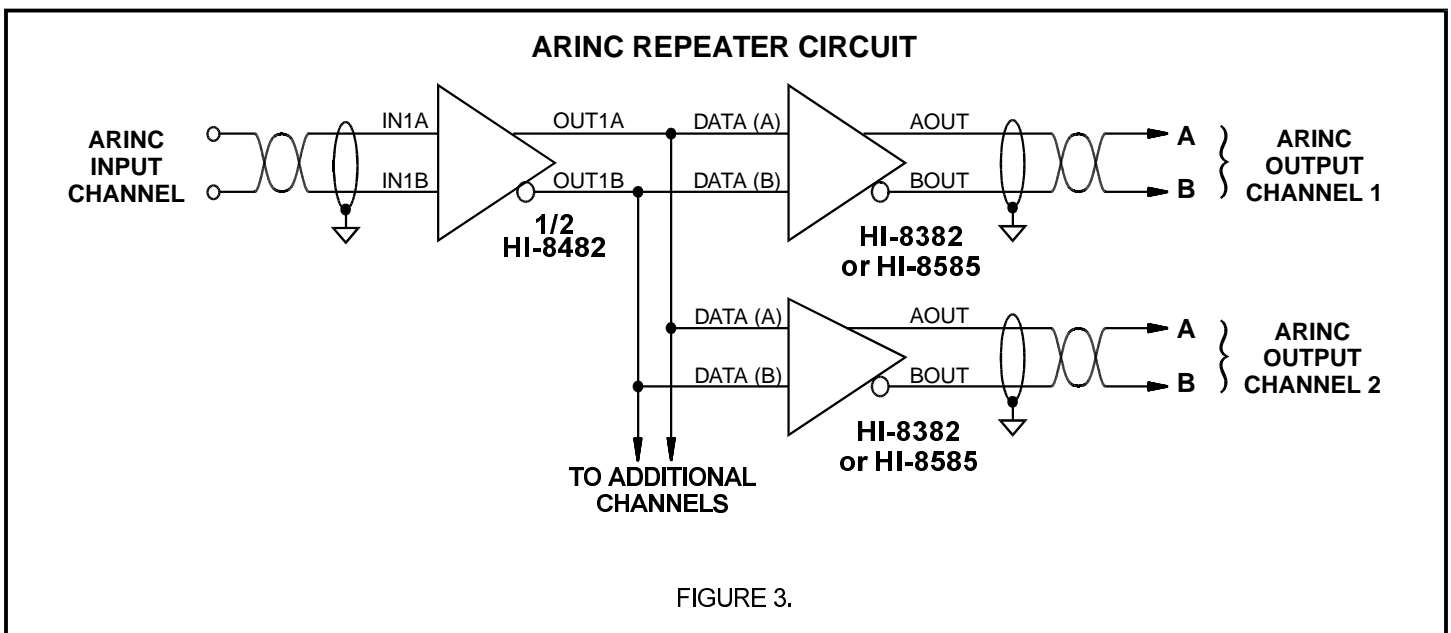 ARINC REPEATER CIRCUIT
ARINC
INPUT
CHANNEL
IN1A
IN1B
OUT1A
OUT1B
1/2
HI-8482
DATA (A)
DATA (B)
AOUT
BOUT
HI-8382
or HI-8585
A
B
ARINC
OUTPUT
CHANNEL 1
DATA (A)
DATA (B)
AOUT
BOUT
HI-8382
or HI-8585
A
B
ARINC
OUTPUT
CHANNEL 2
TO ADDITIONAL
CHANNELS
FIGURE 3.